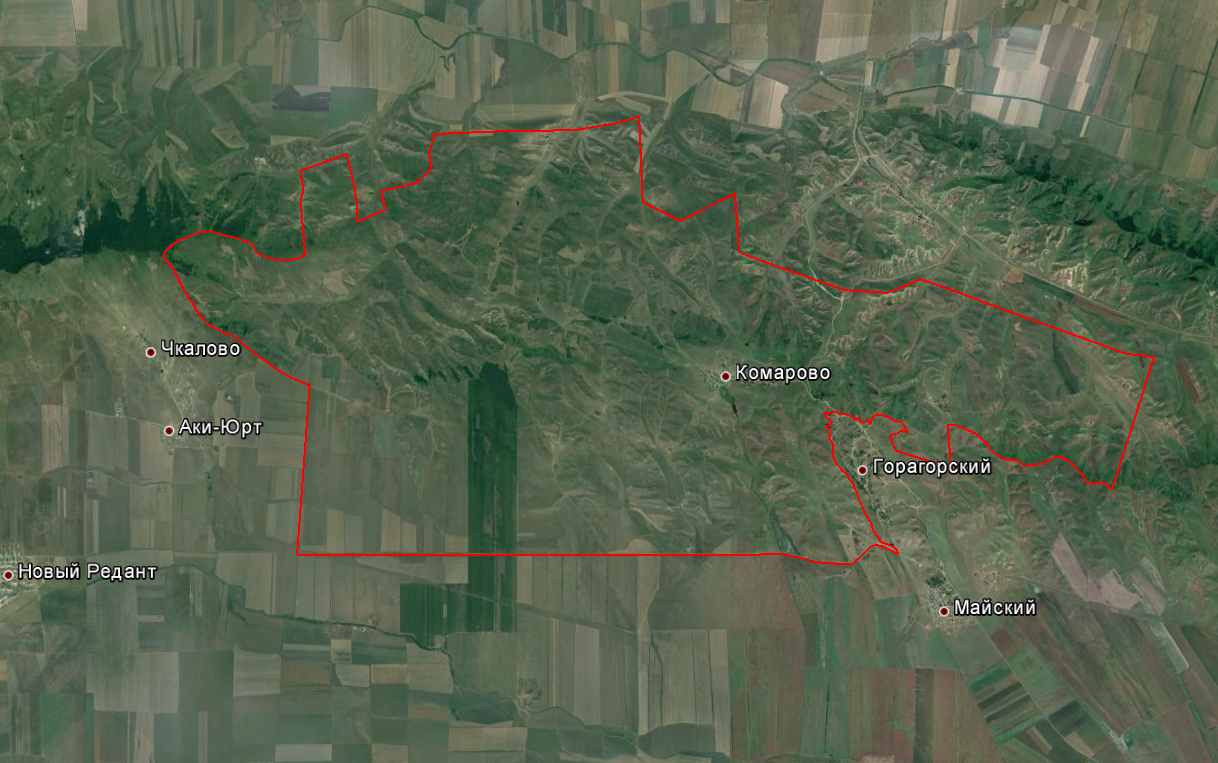 Чкалово
Комарово
Аки-Юрт
Горагорский
Новый Редант
Майский